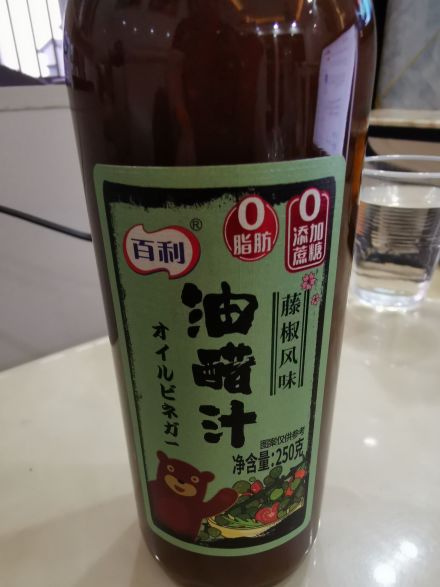 百利®
0
脂肪
0
添加
蔗糖
藤椒风味
油醋汁
オイルビネガー
图案仅供参考
净含量:250克